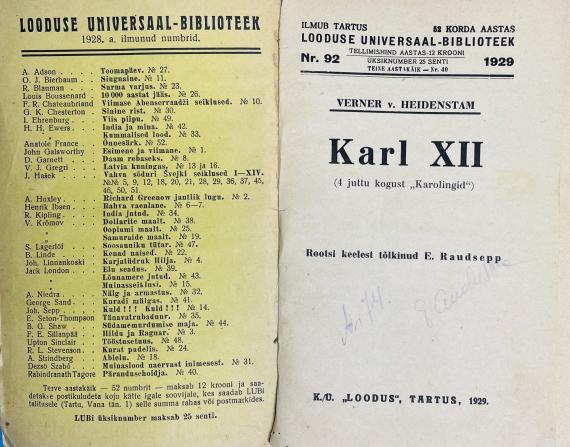 LOODUSE UNIVERSAAL-BIBLIOTEEK
1928. a. ilmunud numbrid.
A. Adson . . . . Toomapäev. № 27.
O. J. Bierbaum . . . Siugnaine. № 11.
R. Blauman . . . . Surma varjus. № 23.
Louis Boussenard . . 10 000 aastat jääs. № 26.
F. R. Chateaubriand Viimase Abenserraadzi seiklused. № 10.
G. K. Chesterton . . Sinine rist. № 30.
I. Ehrenburg . . . Viis piipu. № 49.
H. H. Ewers . . . India ja mina. № 42.
" Kummalised lood. № 33.
Anatole France . . Õnnesärk. № 52.
John Galsworthy . . Esimene ja viimane. № 1.
D. Garnett . . . . Daam rebaseks. № 8.
V. J. Gregri . . . Latvia kuningas. № 13 ja 16.
J. Hašek . . . . Vahva sõduri Švejki seiklused I—XIV.
№№ 5, 9, 12, 18, 20, 21, 28, 29, 36, 37, 45,
46, 50, 51.
A. Huxley . . . . Richard Greenow jantlik lugu. № 2.
Henrik Ibsen . . . Rahva vaenlane. № 6—7.
R. Kipling . . . . India jutud. № 34.
V. Krõmov . . . . Dollarite maalt. № 38.
" Oopiumi maalt. № 25.
" Samuraide maalt. № 19.
S. Lagerlöf . . . Soosauniku tütar. № 47.
B. Linde . . . . Kenad naised. № 22.
Joh. Linnankoski . . Karjatüdruk Hilja. № 4.
Jack London . . . Elu seadus. № 39.
" Lõunamere jutud. № 43.
" Muinasseiklus. № 15.
A. Niedra . . . . Nälg ja armastus. № 32.
George Sand . . . Kuradi mülgas. № 41.
Joh. Sepp . . . . Kuld!!! Kuld!!! № 14.
E. Seton-Thompson Tänavatrubaduur. № 35.
B. G. Shaw . . . Südamemurdumise maja. № 44.
F. E. Sillanpää . . Hildu ja Ragnar. № 3.
Upton Sinclair . . Tööstusetsu. № 48.
R. L. Stevenson . . Kurat pudelis. № 24.
A. Strindberg . . . Abielu. № 18.
Dezsö Szabó . . . Muinaslood naervast inimesest. № 31.
Rabindranath Tagore Päranduschoidja. № 40.
Terve aastakäik — 52 numbrit — maksab 12 krooni ja saa-
detakse postikuludeta koju kätte igale soovijale, kes saadab LUBi
talitusele (Tartu, Vana tän. 1) selle summa rahas või postmarkides.
LUBi üksiknumber maksab 25 senti.
ILMUB TARTUS 52 KORDA AASTAS
LOODUSE UNIVERSAAL-BIBLIOTEEK
Nr. 92 TELLIMISHIND AASTAS-12 KROONI 1929
ÜKSIKNUMBER 25 SENTI
TEINE AASTAKÄIK — Nr. 40
VERNER v. HEIDENSTAM
Karl XII
(4 juttu kogust „Karolingid“)
Rootsi keelest tõlkinud E. Raudsepp
K./Ü. „LOODUS“, TARTUS, 1929.